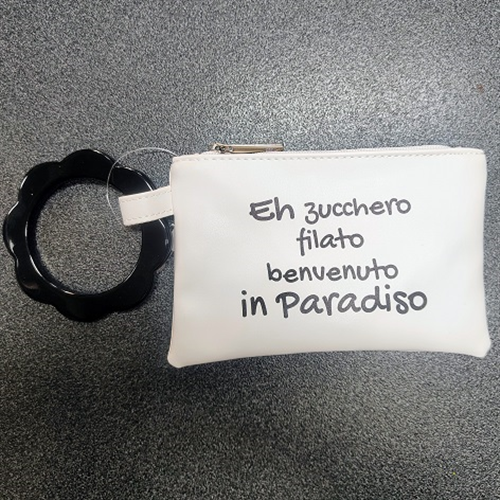 Eh zucchero
filato
benvenuto
in Paradiso